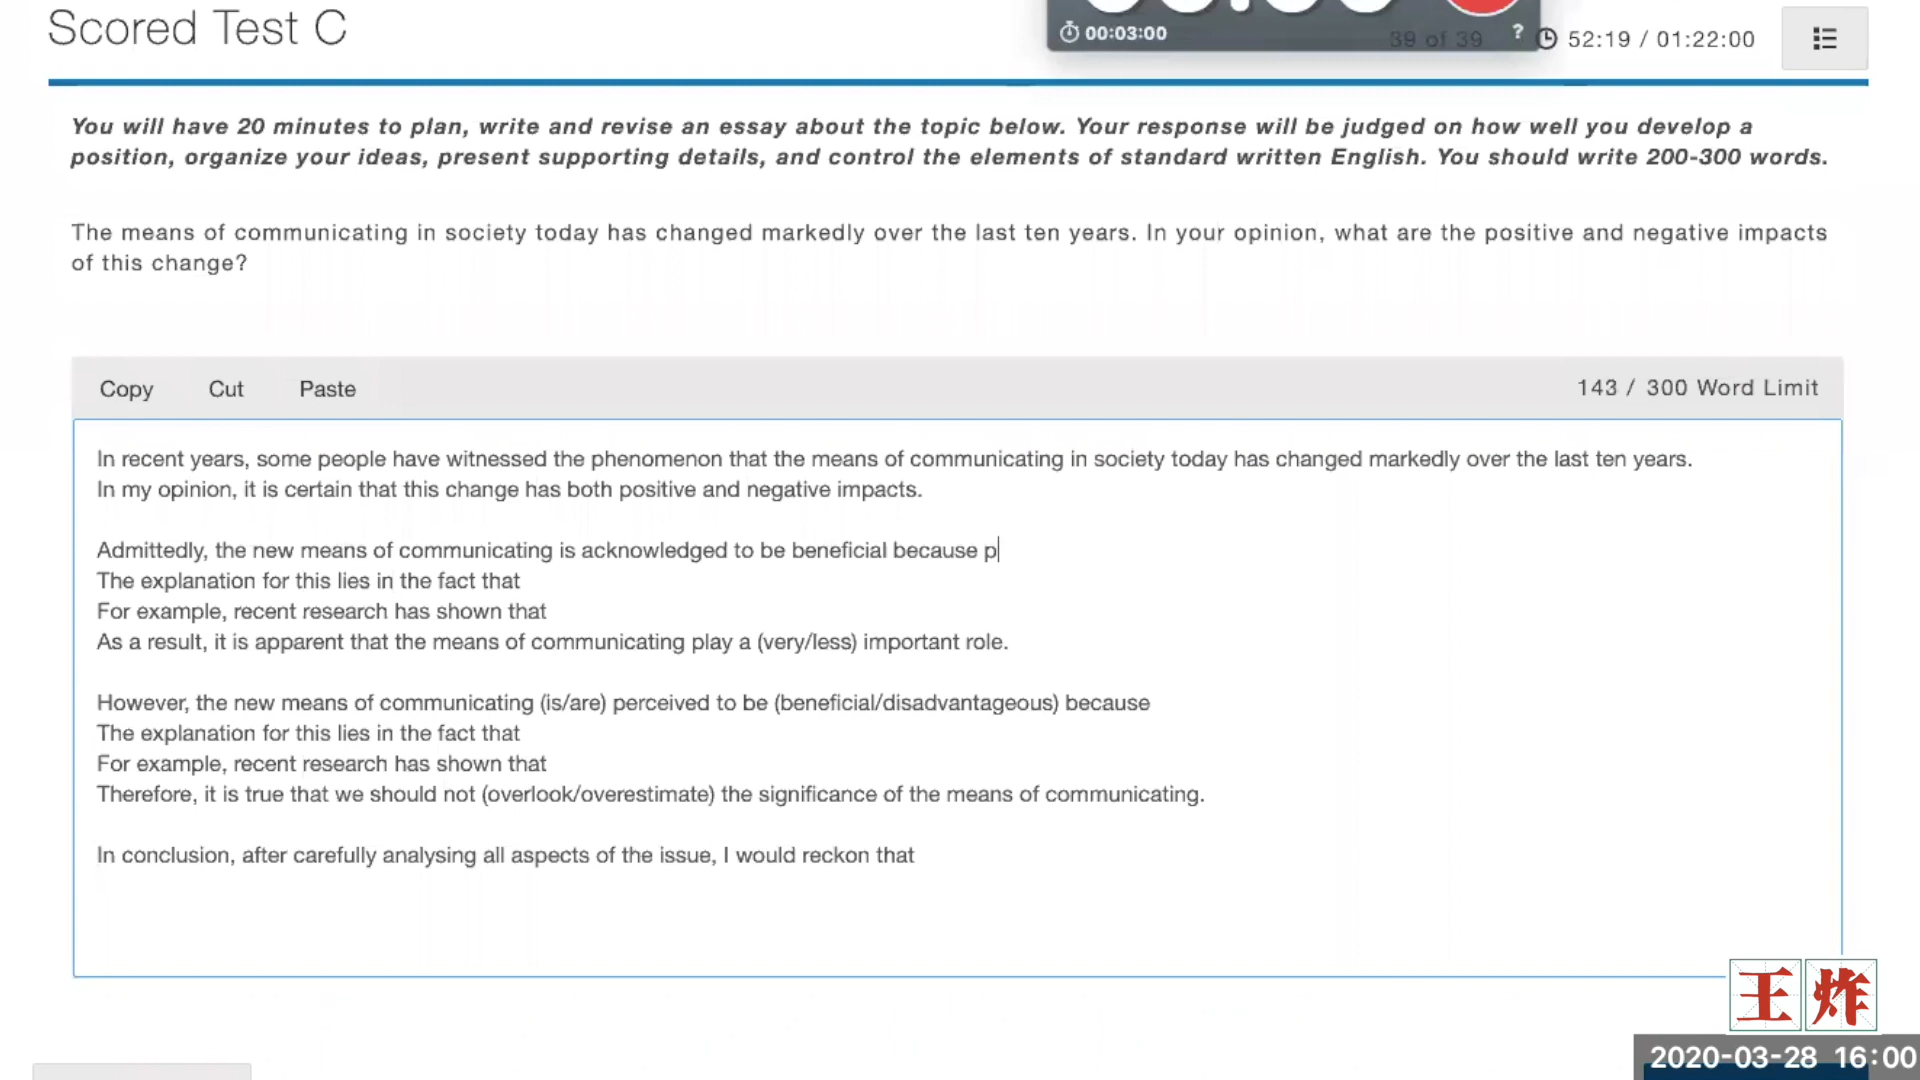 Scored Test C
00:03:00
39 of 39
?
52:19 / 01:22:00
You will have 20 minutes to plan, write and revise an essay about the topic below. Your response will be judged on how well you develop a
position, organize your ideas, present supporting details, and control the elements of standard written English. You should write 200-300 words.
The means of communicating in society today has changed markedly over the last ten years. In your opinion, what are the positive and negative impacts
of this change?
Copy Cut Paste
143 / 300 Word Limit
In recent years, some people have witnessed the phenomenon that the means of communicating in society today has changed markedly over the last ten years.
In my opinion, it is certain that this change has both positive and negative impacts.
Admittedly, the new means of communicating is acknowledged to be beneficial because p
The explanation for this lies in the fact that
For example, recent research has shown that
As a result, it is apparent that the means of communicating play a (very/less) important role.
However, the new means of communicating (is/are) perceived to be (beneficial/disadvantageous) because
The explanation for this lies in the fact that
For example, recent research has shown that
Therefore, it is true that we should not (overlook/overestimate) the significance of the means of communicating.
In conclusion, after carefully analysing all aspects of the issue, I would reckon that
王炸
2020-03-28 16:00